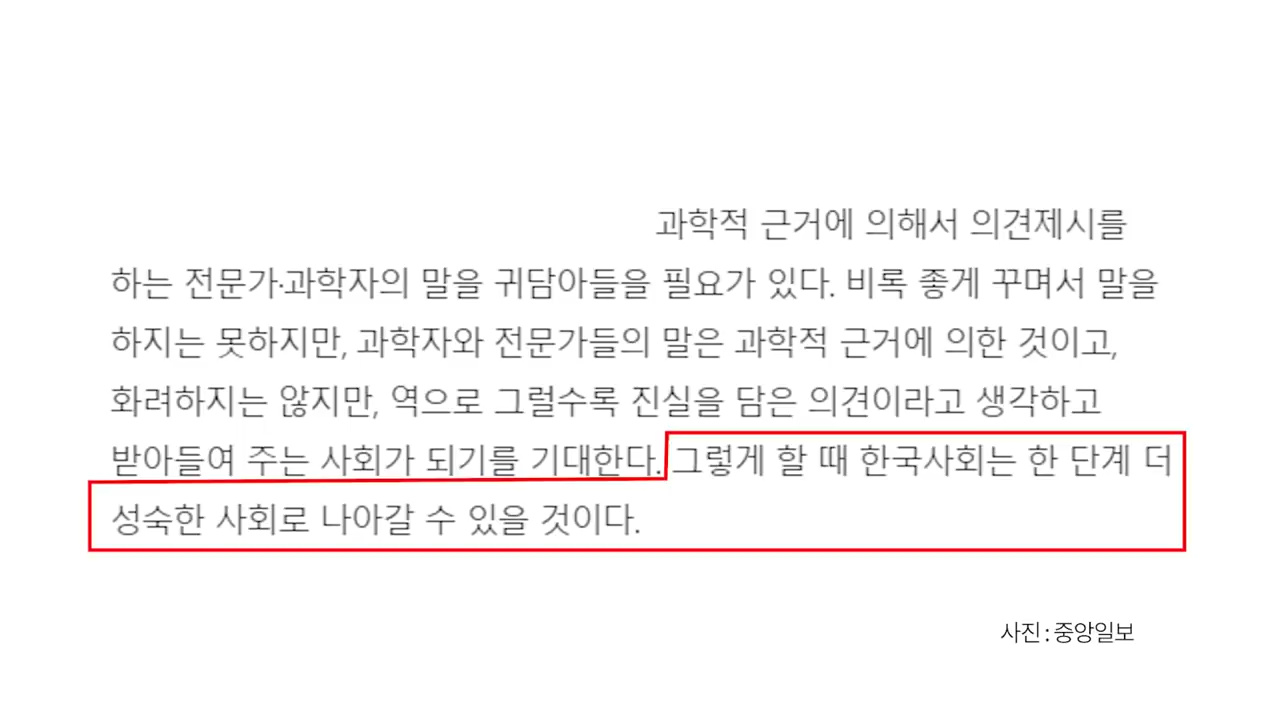 과학적 근거에 의해서 의견제시를
하는 전문가·과학자의 말을 귀담아들을 필요가 있다. 비록 좋게 꾸며서 말을
하지는 못하지만, 과학자와 전문가들의 말은 과학적 근거에 의한 것이고,
화려하지는 않지만, 역으로 그럴수록 진실을 담은 의견이라고 생각하고
받아들여 주는 사회가 되기를 기대한다. 그렇게 할 때 한국사회는 한 단계 더
성숙한 사회로 나아갈 수 있을 것이다.
사진 : 중앙일보